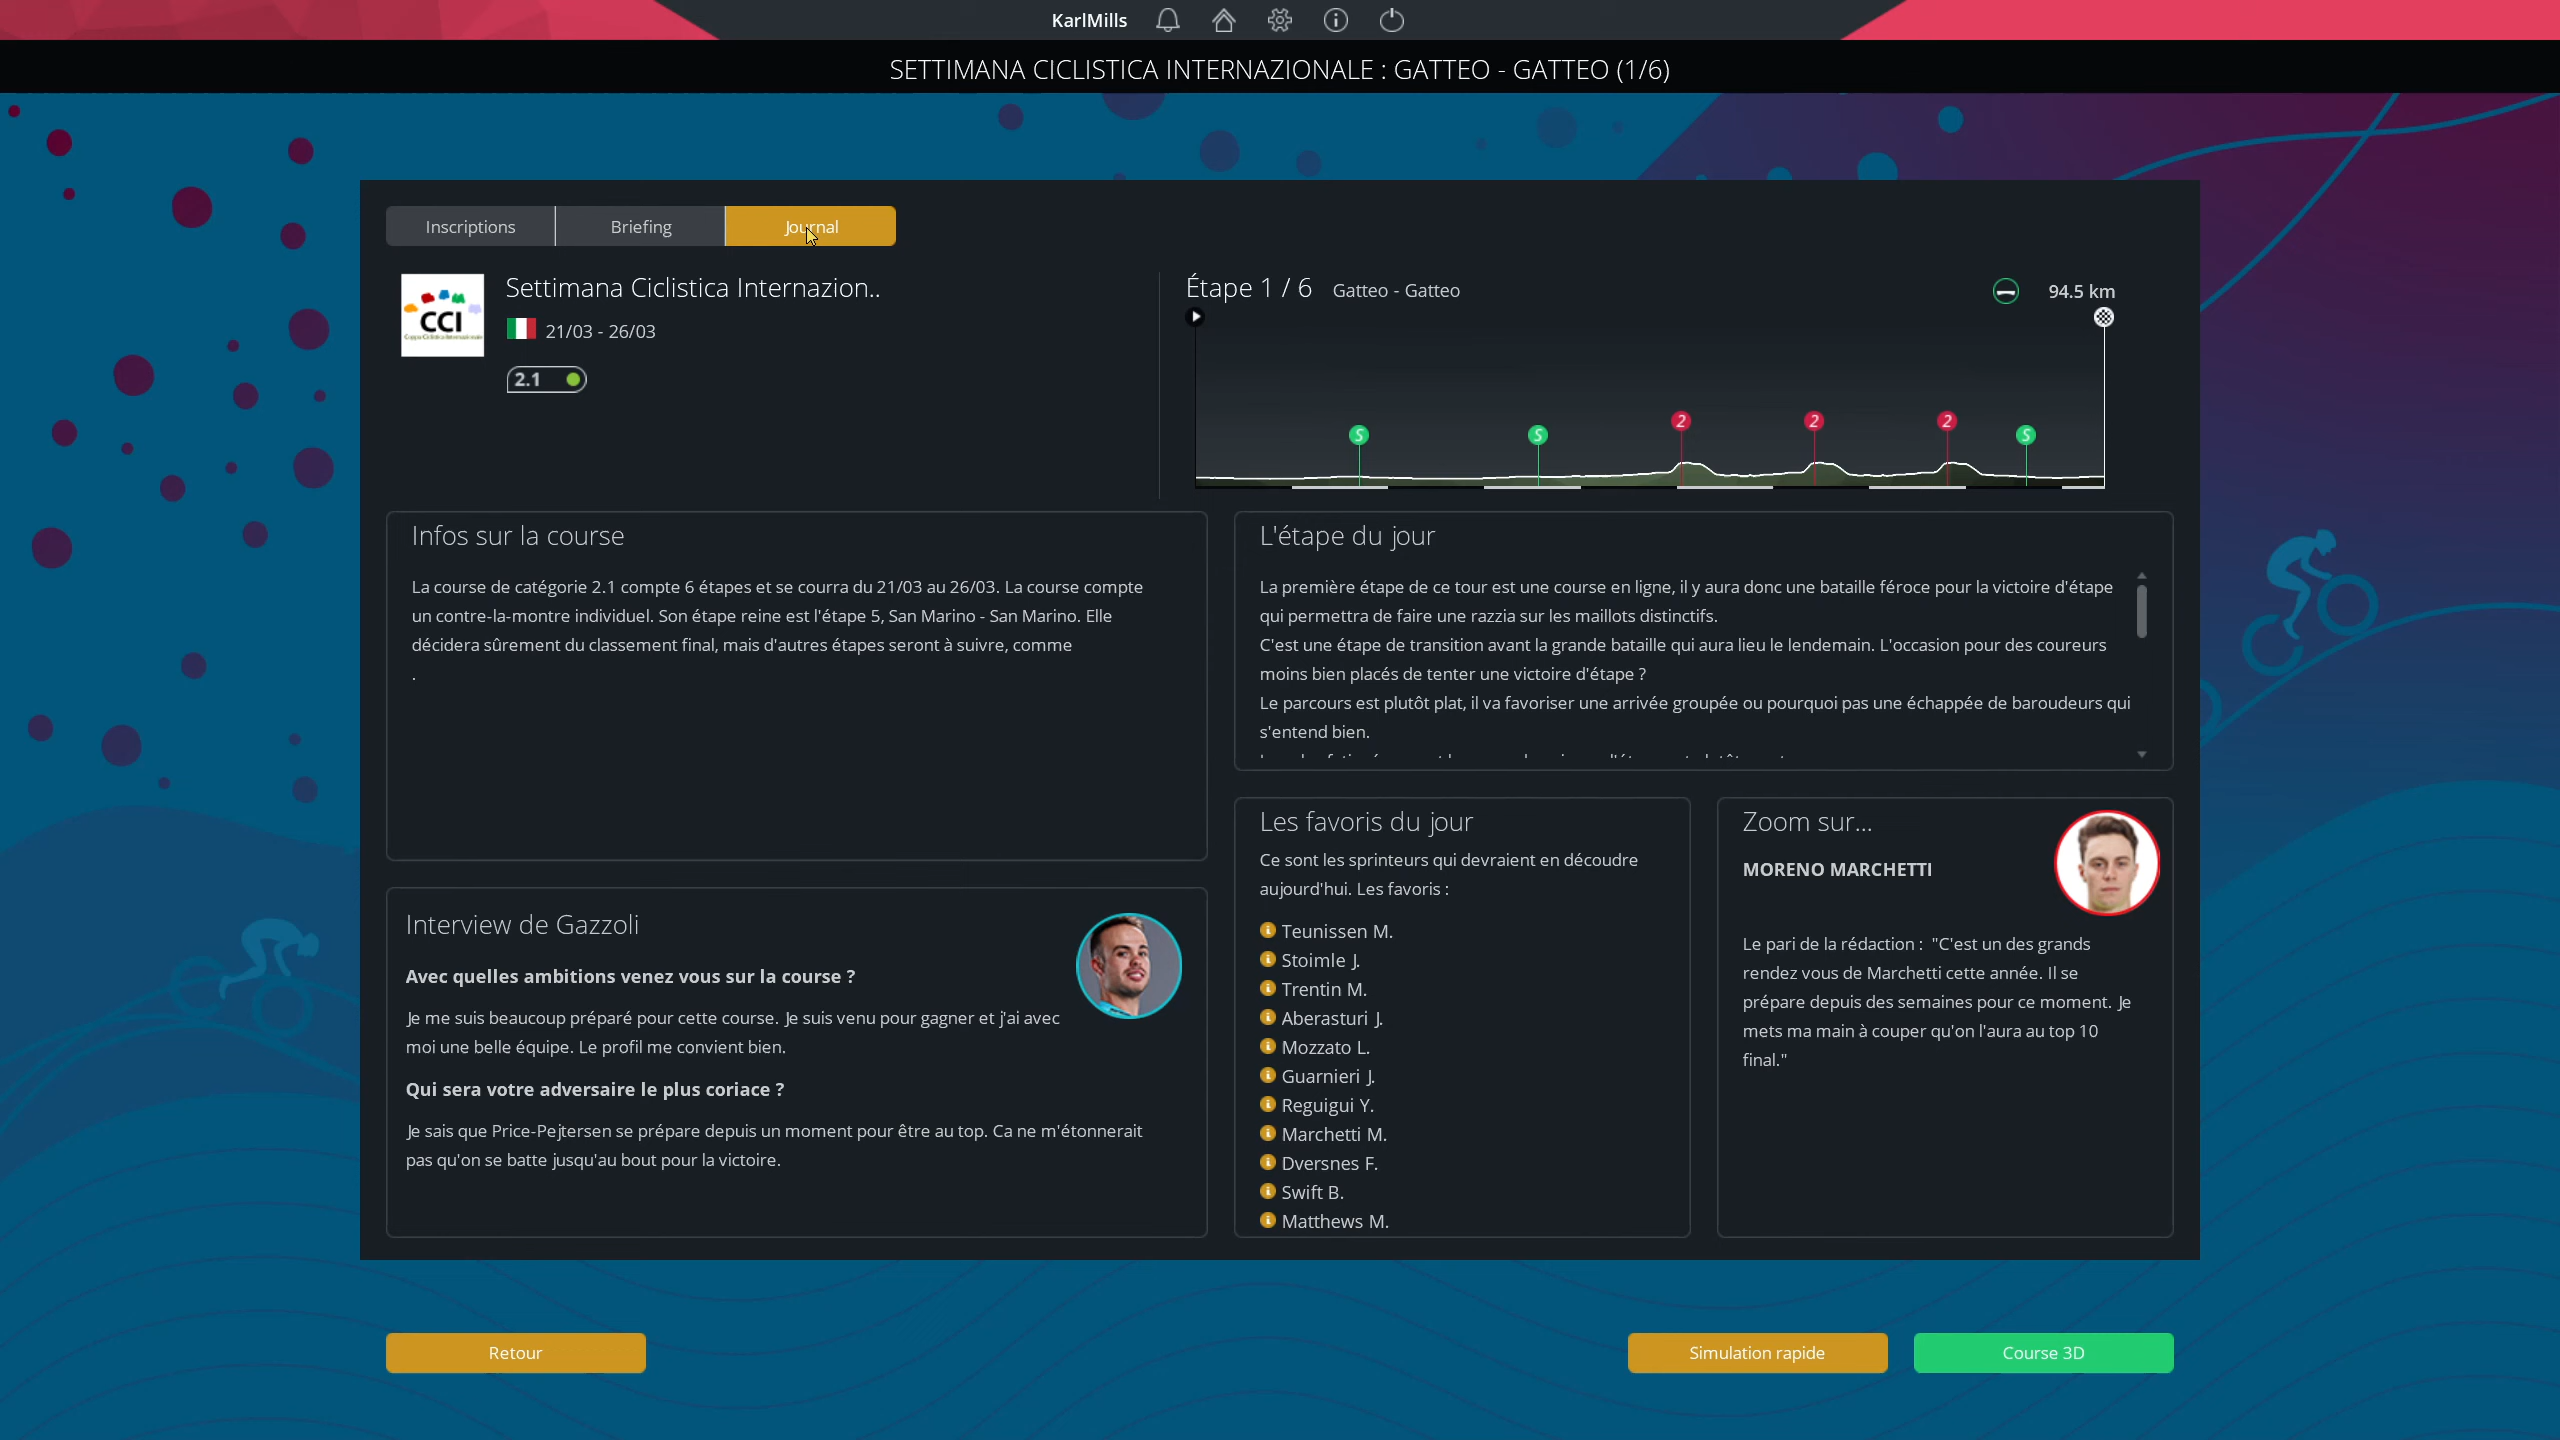 KarlMills
SETTIMANA CICLISTICA INTERNAZIONALE : GATTEO - GATTEO (1/6)
Inscriptions
Briefing
Journal
CCI
Settimana Ciclistica Internazion..
21/03 - 26/03
2.1
Étape 1 / 6
Gatteo - Gatteo
94.5 km
S
S
2
2
2
S
Infos sur la course
La course de catégorie 2.1 compte 6 étapes et se courra du 21/03 au 26/03. La course compte
un contre-la-montre individuel. Son étape reine est l'étape 5, San Marino - San Marino. Elle
décidera sûrement du classement final, mais d'autres étapes seront à suivre, comme
.
L'étape du jour
La première étape de ce tour est une course en ligne, il y aura donc une bataille féroce pour la victoire d'étape
qui permettra de faire une razzia sur les maillots distinctifs.
C'est une étape de transition avant la grande bataille qui aura lieu le lendemain. L'occasion pour des coureurs
moins bien placés de tenter une victoire d'étape ?
Le parcours est plutôt plat, il va favoriser une arrivée groupée ou pourquoi pas une échappée de baroudeurs qui
s'entend bien.
Interview de Gazzoli
Avec quelles ambitions venez vous sur la course ?
Je me suis beaucoup préparé pour cette course. Je suis venu pour gagner et j'ai avec
moi une belle équipe. Le profil me convient bien.
Qui sera votre adversaire le plus coriace ?
Je sais que Price-Pejtersen se prépare depuis un moment pour être au top. Ca ne m'étonnerait
pas qu'on se batte jusqu'au bout pour la victoire.
Les favoris du jour
Ce sont les sprinteurs qui devraient en découdre
aujourd'hui. Les favoris :
Teunissen M.
Stoimle J.
Trentin M.
Aberasturi J.
Mozzato L.
Guarnieri J.
Reguigui Y.
Marchetti M.
Dversnes F.
Swift B.
Matthews M.
Zoom sur...
MORENO MARCHETTI
Le pari de la rédaction : "C'est un des grands
rendez vous de Marchetti cette année. Il se
prépare depuis des semaines pour ce moment. Je
mets ma main à couper qu'on l'aura au top 10
final."
Retour
Simulation rapide
Course 3D